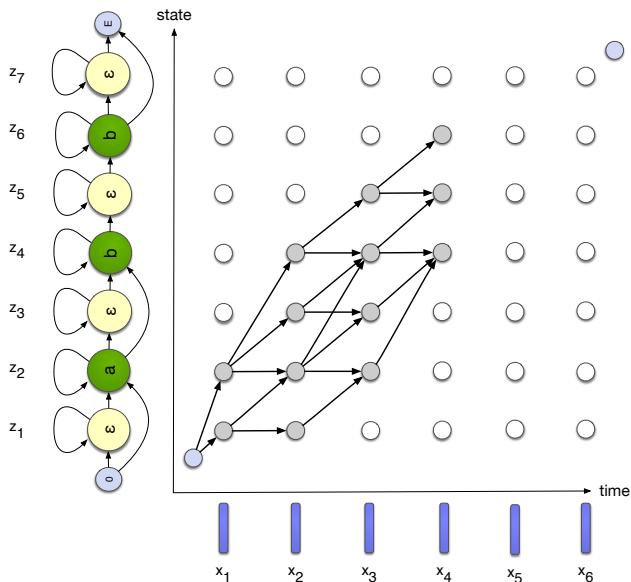 state
E
z7
ε
z6
b
z5
ε
z4
b
z3
ε
z2
a
z1
ε
0
time
x1 x2 x3 x4 x5 x6